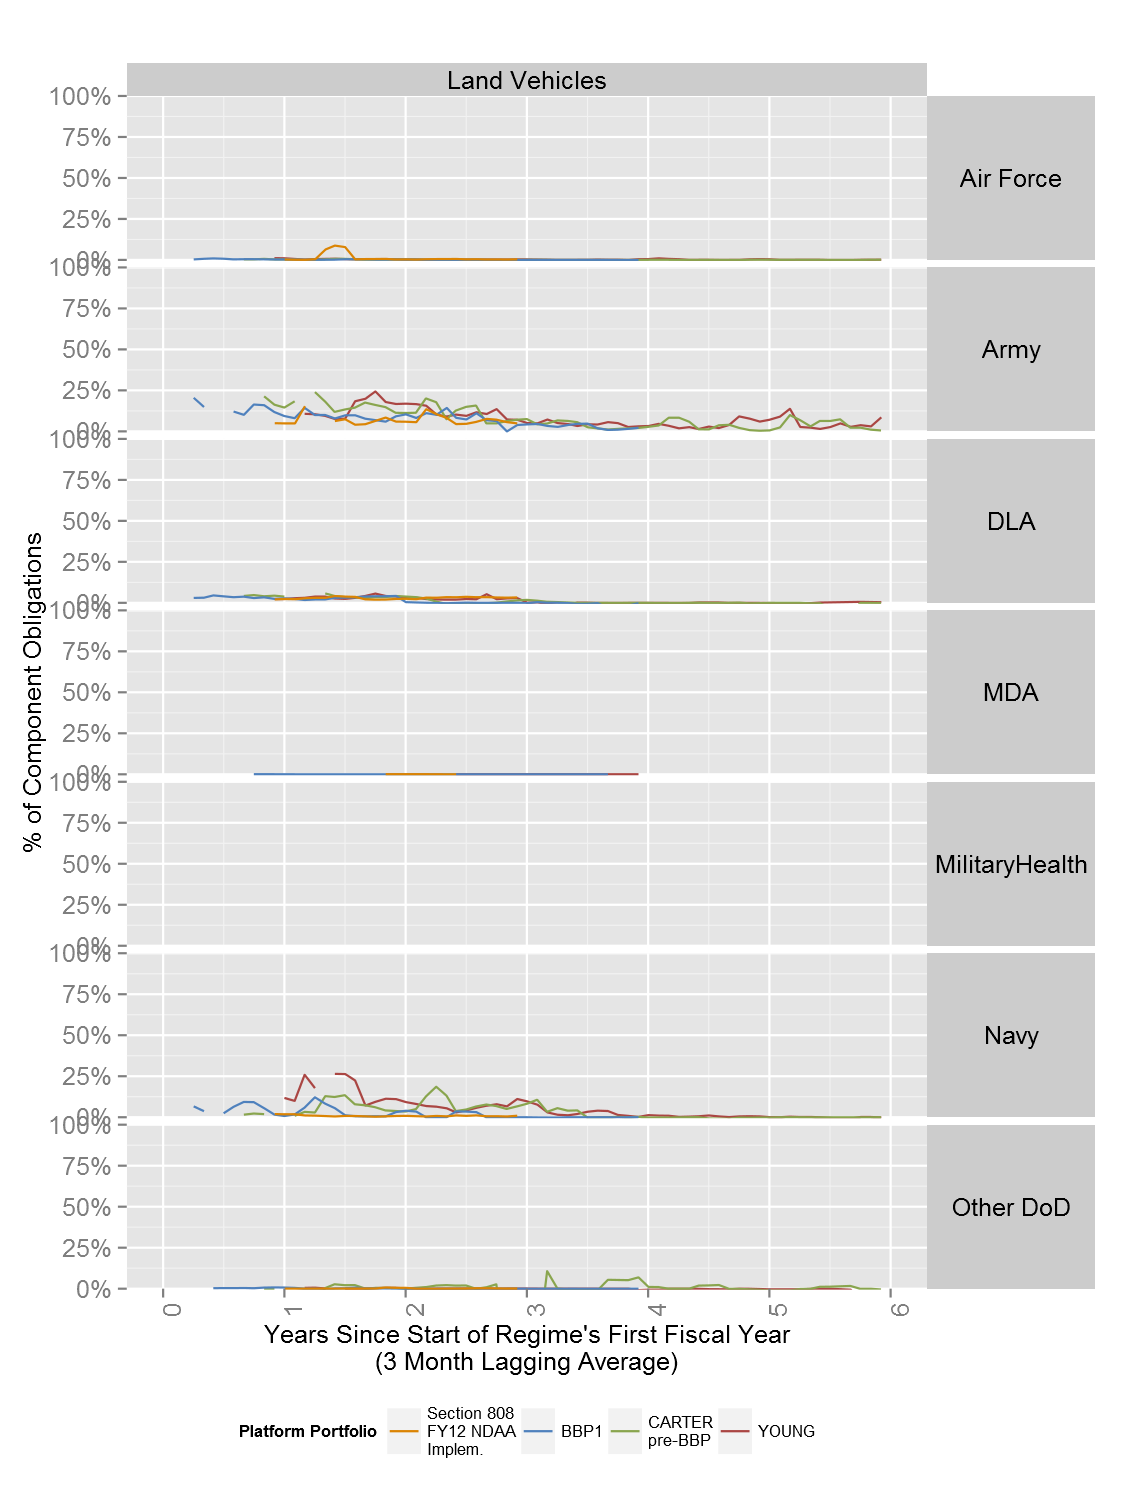 Land Vehicles
100%
75%
50%
25%
0%
Air Force
100%
75%
50%
25%
0%
Army
100%
75%
50%
25%
0%
DLA
100%
75%
50%
25%
0%
MDA
100%
75%
50%
25%
0%
MilitaryHealth
100%
75%
50%
25%
0%
Navy
100%
75%
50%
25%
0%
Other DoD
% of Component Obligations
0 1 2 3 4 5 6
Years Since Start of Regime's First Fiscal Year
(3 Month Lagging Average)
Platform Portfolio
Section 808
FY12 NDAA
Implem.
BBP1
CARTER
pre-BBP
YOUNG